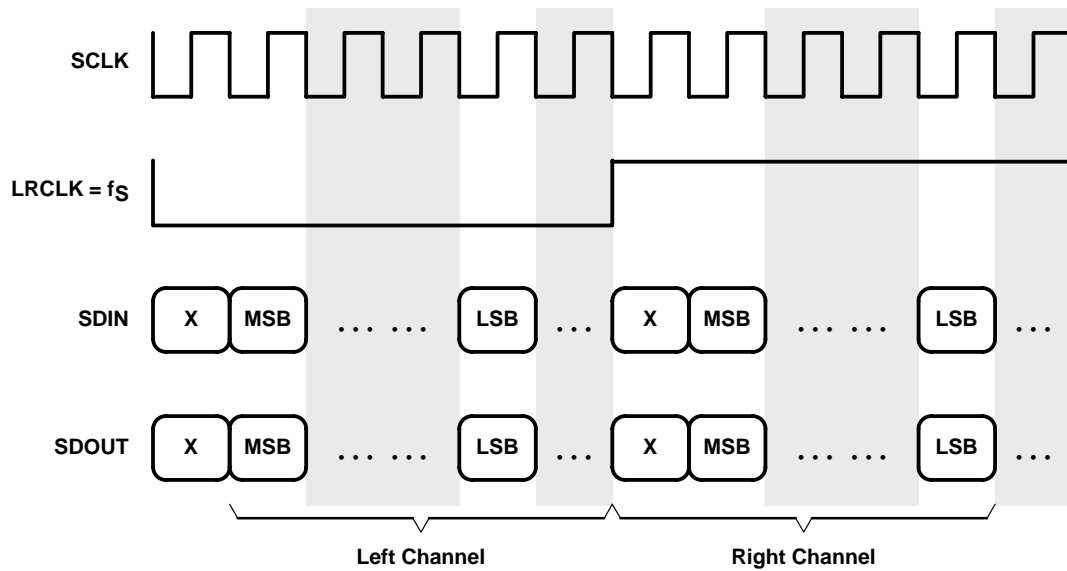 SCLK
LRCLK = fS
SDIN X MSB ... ... LSB ... X MSB ... ... LSB ...
SDOUT X MSB ... ... LSB ... X MSB ... ... LSB ...
Left Channel Right Channel